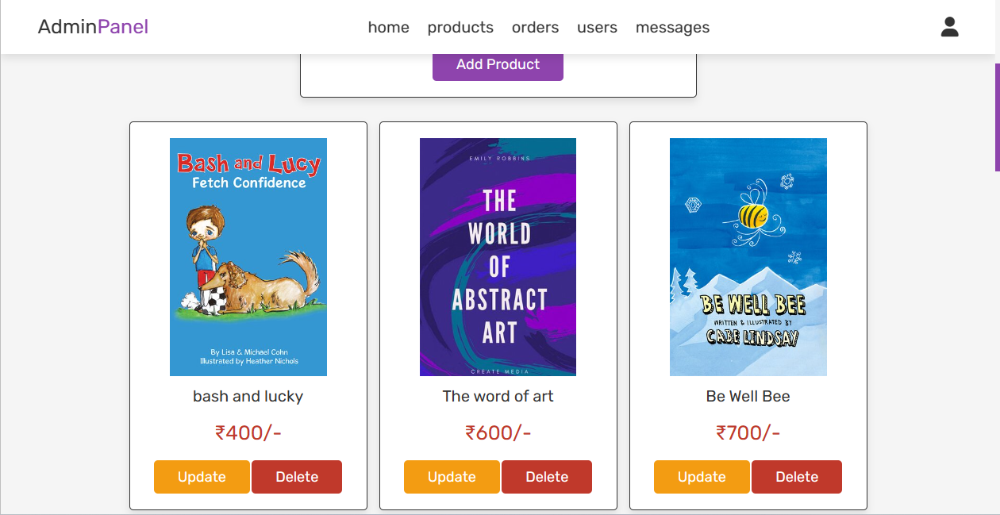 AdminPanel
home products orders users messages
Add Product
Bash and Lucy
Fetch Confidence
By Lisa & Michael Cohn
Illustrated by Heather Nichols
bash and lucky
₹400/-
Update Delete
EMILY ROBBINS
THE
WORLD
OF
ABSTRACT
ART
CREATE MEDIA
The word of art
₹600/-
Update Delete
BE WELL BEE
WRITTEN & ILLUSTRATED BY
CABE LINDSAY
Be Well Bee
₹700/-
Update Delete